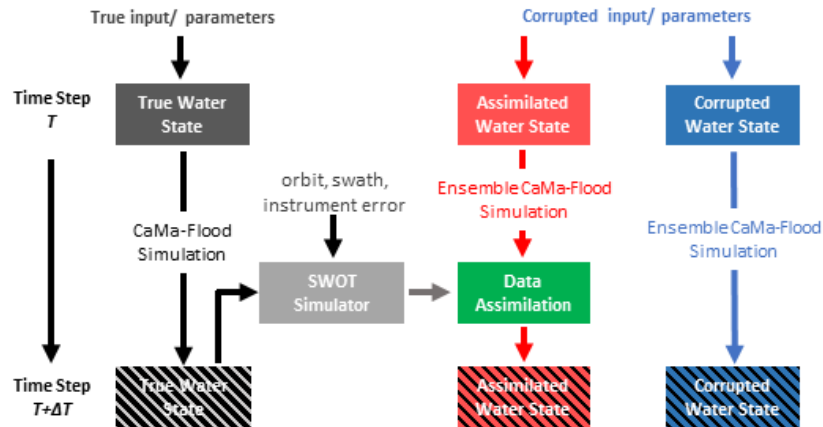 True input/ parameters
Corrupted input/ parameters
Time Step
T
True Water
State
Assimilated
Water State
Corrupted
Water State
orbit, swath,
instrument error
Ensemble CaMa-Flood
Simulation
CaMa-Flood
Simulation
Ensemble CaMa-Flood
Simulation
SWOT
Simulator
Data
Assimilation
Time Step
T+ΔT
True Water
State
Assimilated
Water State
Corrupted
Water State